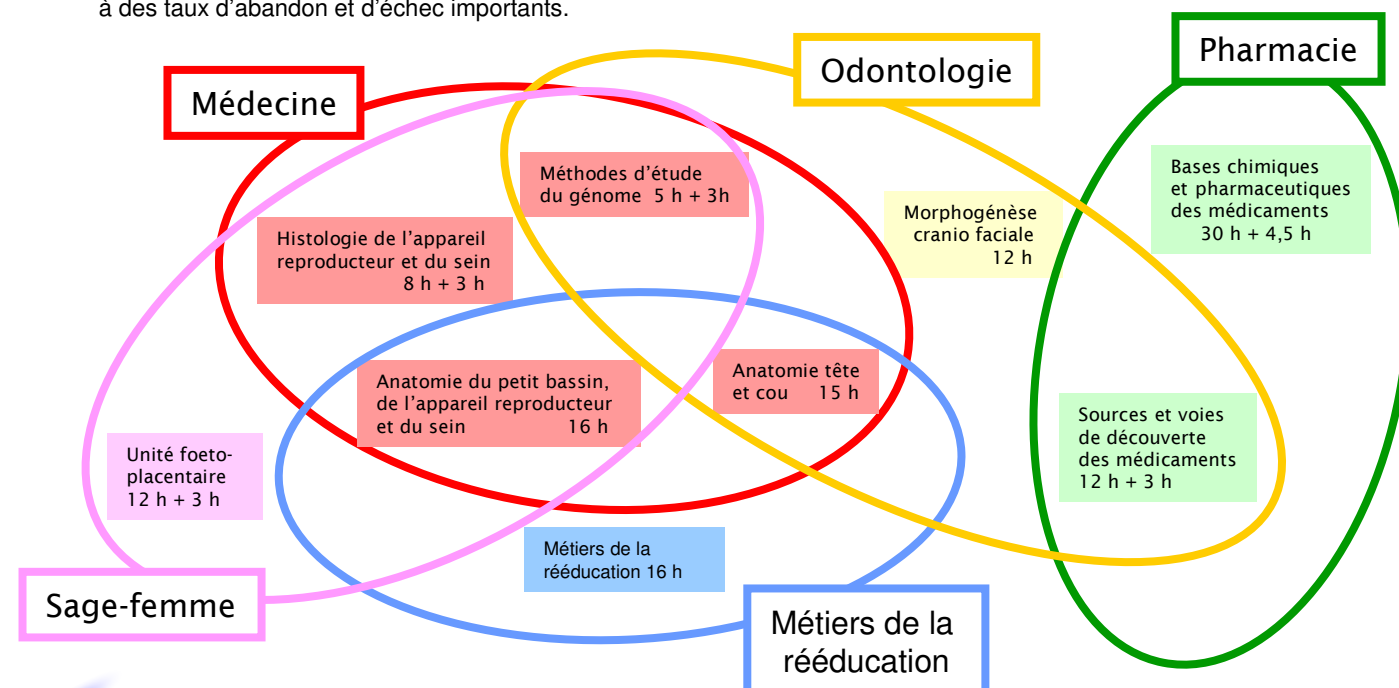 à des taux d'abandon et d'échec importants.
Pharmacie
Odontologie
Médecine
Méthodes d'étude
du génome 5 h + 3h
Bases chimiques
et pharmaceutiques
des médicaments
30 h + 4,5 h
Morphogénèse
cranio faciale
12 h
Histologie de l'appareil
reproducteur et du sein
8 h + 3 h
Anatomie du petit bassin,
de l'appareil reproducteur
et du sein 16 h
Anatomie tête
et cou 15 h
Sources et voies
de découverte
des médicaments
12 h + 3 h
Unité foeto-
placentaire
12 h + 3 h
Métiers de la
rééducation 16 h
Sage-femme
Métiers de la
rééducation